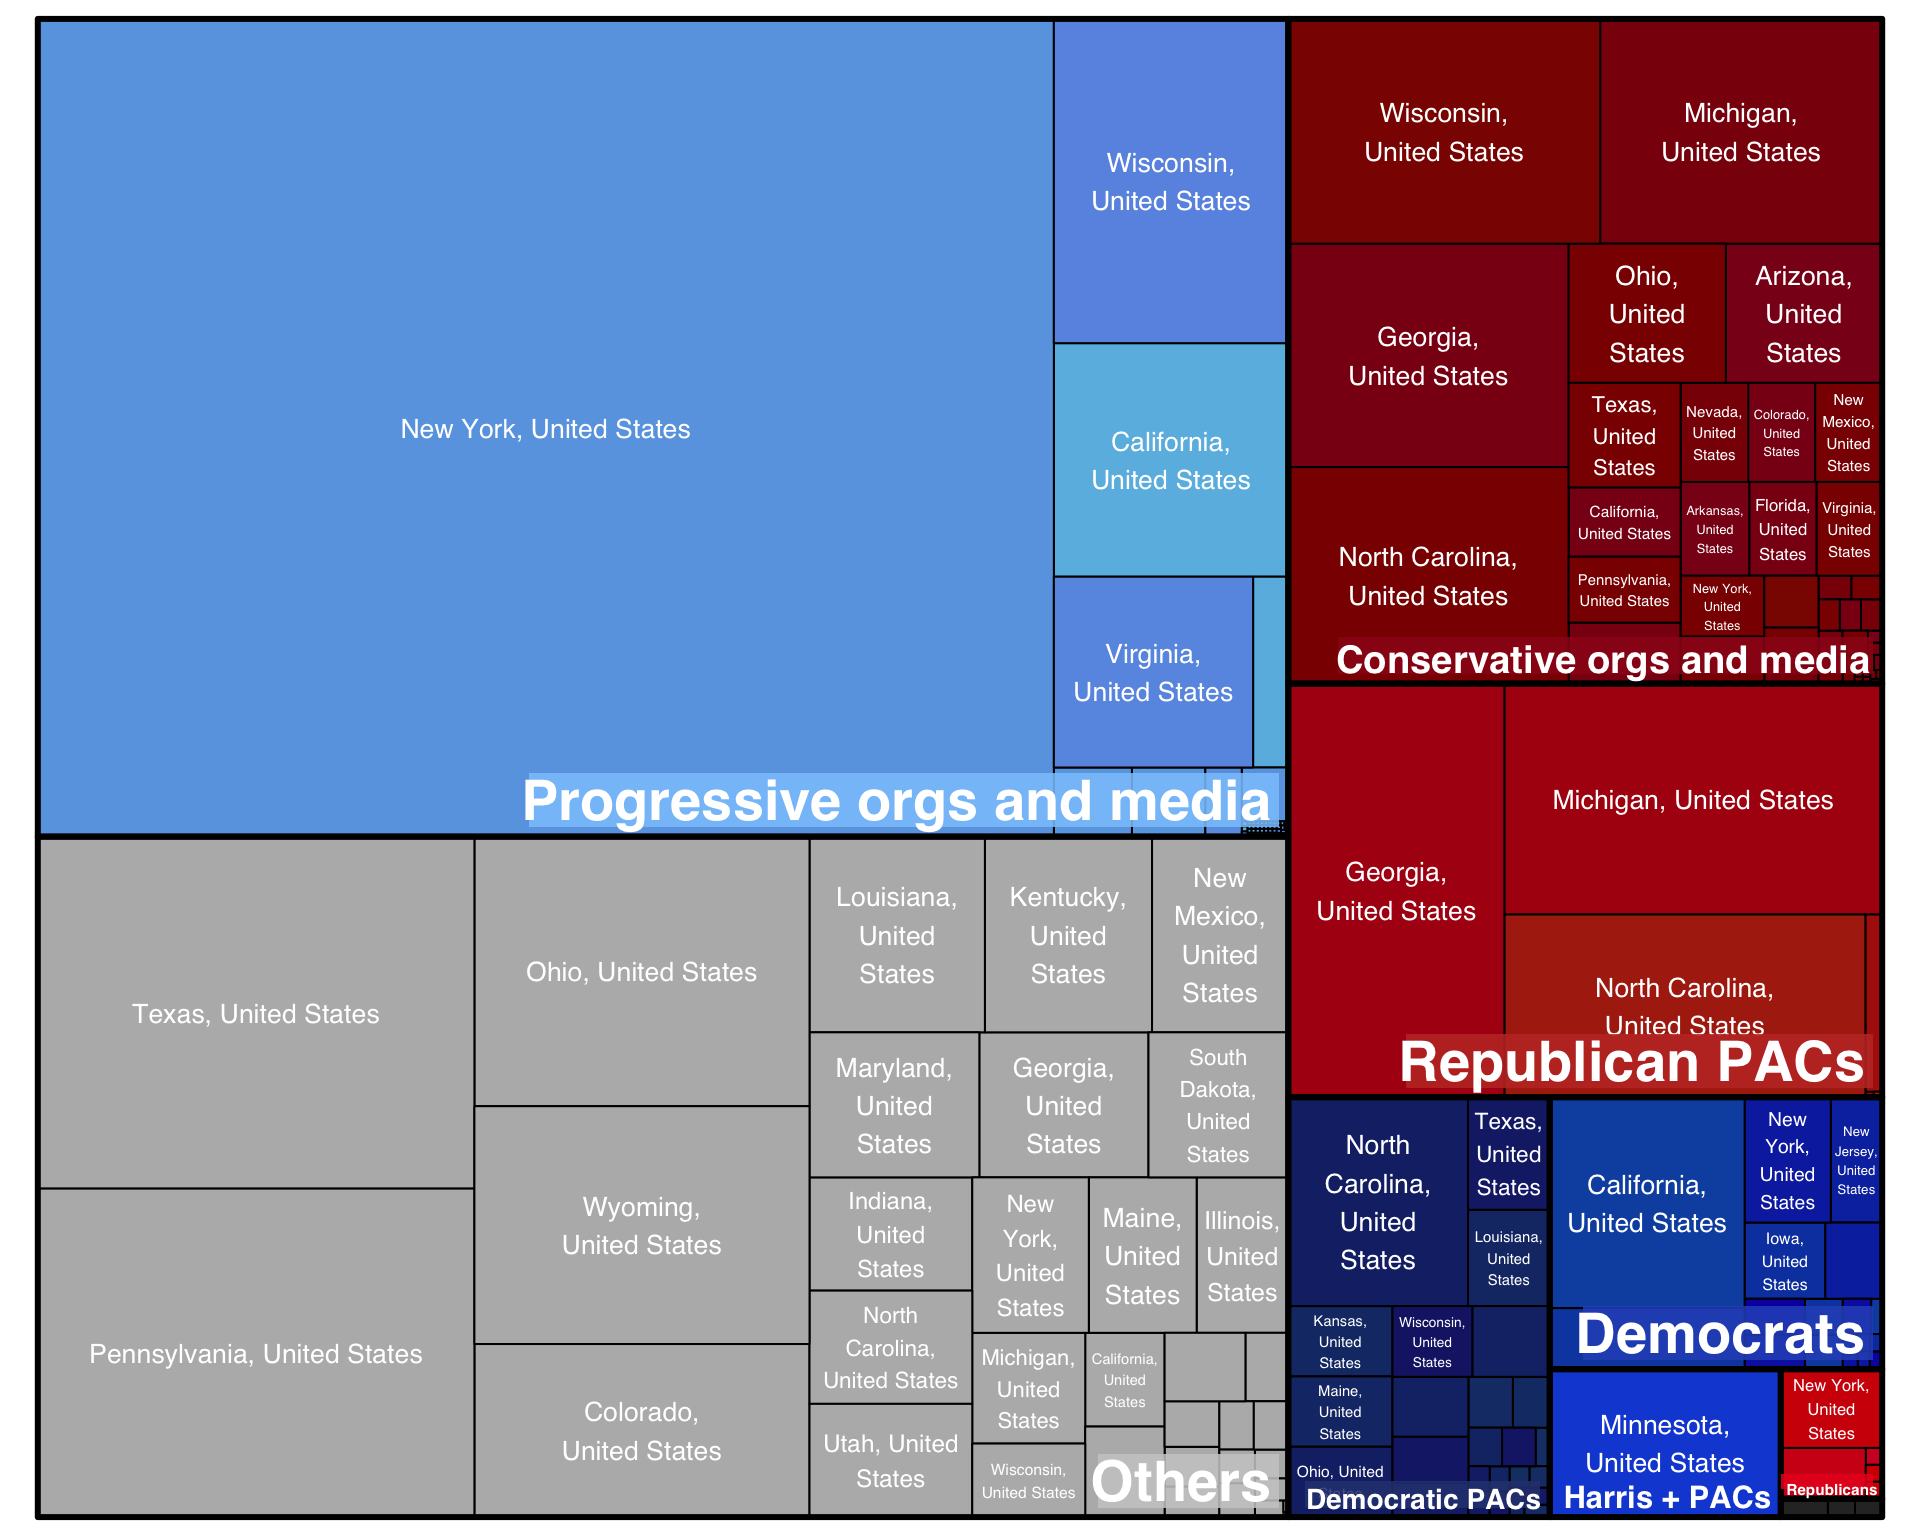 New York, United States
Wisconsin,
United States
California,
United States
Virginia,
United States
Progressive orgs and media
Wisconsin,
United States
Michigan,
United States
Georgia,
United States
Ohio,
United
States
Arizona,
United
States
Texas,
United
States
Nevada,
United
States
Colorado,
United
States
New
Mexico,
United
States
California,
United States
Arkansas,
United
States
Florida,
United
States
Virginia,
United
States
North Carolina,
United States
Pennsylvania,
United States
New York,
United
States
Conservative orgs and media
Georgia,
United States
Michigan, United States
North Carolina,
United States
Republican PACs
Texas, United States
Pennsylvania, United States
Ohio, United States
Wyoming,
United States
Colorado,
United States
Louisiana,
United
States
Kentucky,
United
States
New
Mexico,
United
States
Maryland,
United
States
Georgia,
United
States
South
Dakota,
United
States
Indiana,
United
States
New
York,
United
States
Maine,
United
States
Illinois,
United
States
North
Carolina,
United States
Michigan,
United
States
California,
United
States
Utah, United
States
Wisconsin,
United States
Others
North
Carolina,
United
States
Texas,
United
States
Louisiana,
United
States
Kansas,
United
States
Wisconsin,
United
States
Maine,
United
States
Ohio, United
Democratic PACs
California,
United States
New
York,
United
States
New
Jersey,
United
States
Iowa,
United
States
Democrats
Minnesota,
United States
Harris + PACs
New York,
United
States
Republicans